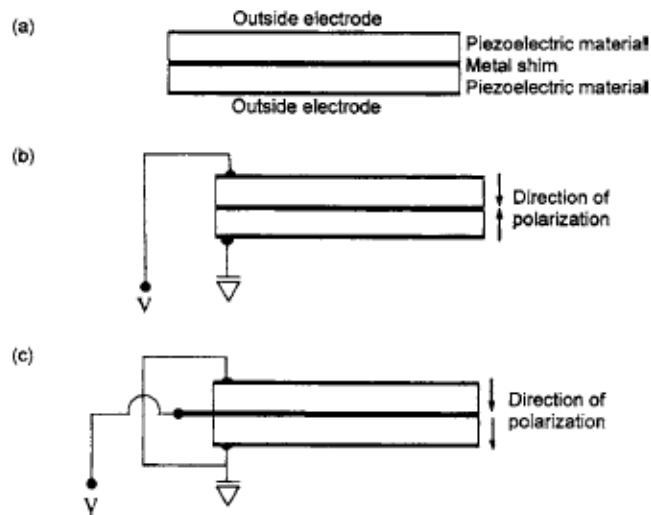 (a)
Outside electrode
Piezoelectric material
Metal shim
Piezoelectric material
Outside electrode
(b)
Direction of
polarization
V
(c)
Direction of
polarization
V